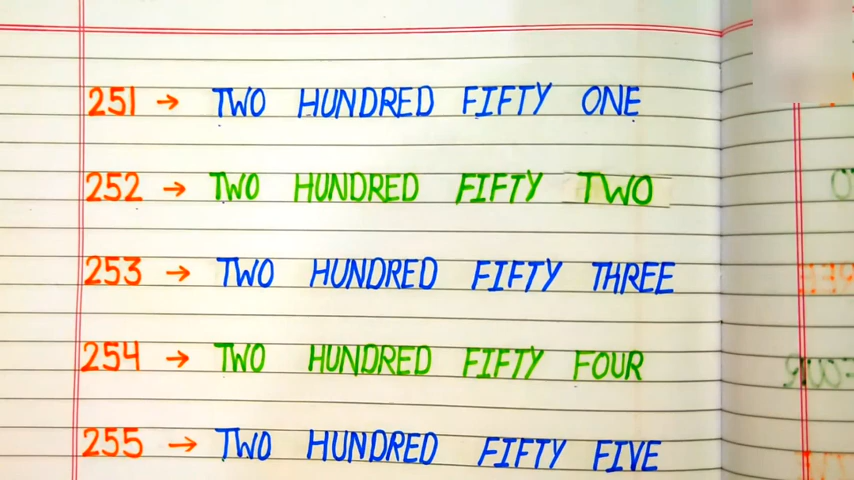 251 → TWO HUNDRED FIFTY ONE
252 → TWO HUNDRED FIFTY TWO
253 → TWO HUNDRED FIFTY THREE
254 → TWO HUNDRED FIFTY FOUR
255 → TWO HUNDRED FIFTY FIVE